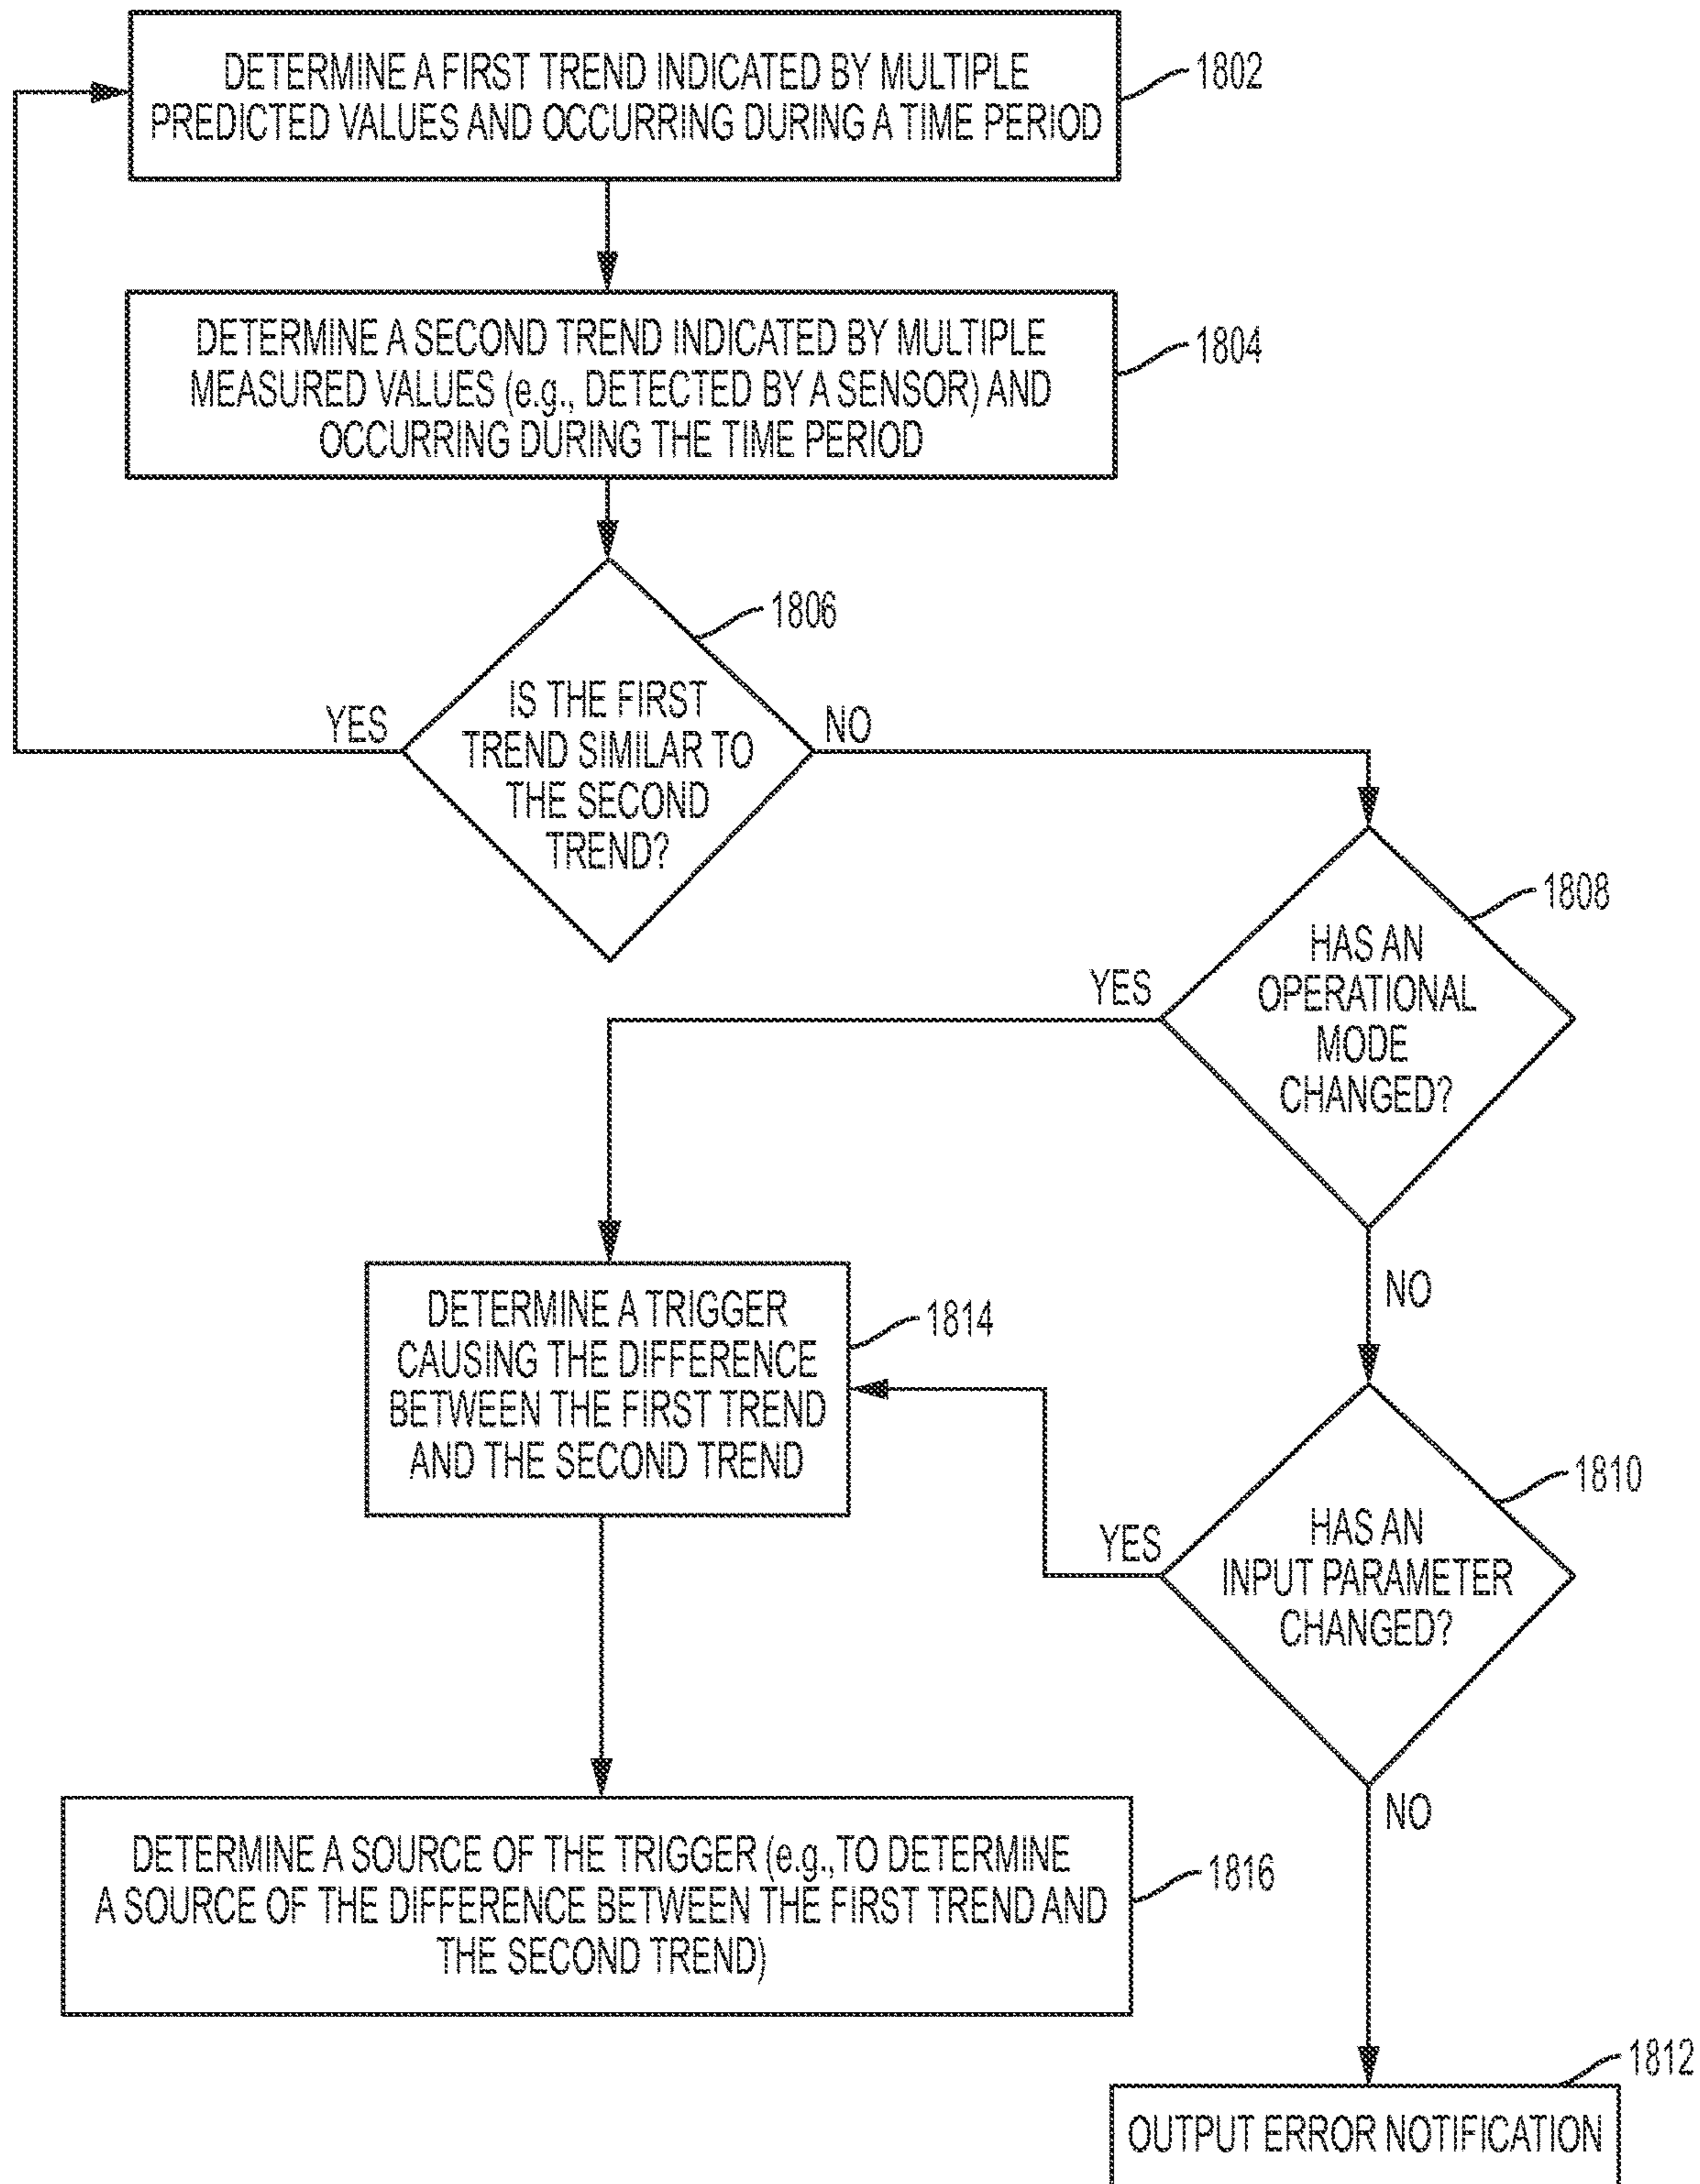 DETERMINE A FIRST TREND INDICATED BY MULTIPLE
PREDICTED VALUES AND OCCURRING DURING A TIME PERIOD
1802
DETERMINE A SECOND TREND INDICATED BY MULTIPLE
MEASURED VALUES (e.g., DETECTED BY A SENSOR) AND
OCCURRING DURING THE TIME PERIOD
1804
1806
IS THE FIRST
TREND SIMILAR TO
THE SECOND
TREND?
YES
NO
1808
HAS AN
OPERATIONAL
MODE
CHANGED?
YES
NO
DETERMINE A TRIGGER
CAUSING THE DIFFERENCE
BETWEEN THE FIRST TREND
AND THE SECOND TREND
1814
1810
HAS AN
INPUT PARAMETER
CHANGED?
YES
NO
DETERMINE A SOURCE OF THE TRIGGER (e.g., TO DETERMINE
A SOURCE OF THE DIFFERENCE BETWEEN THE FIRST TREND AND
THE SECOND TREND)
1816
1812
OUTPUT ERROR NOTIFICATION